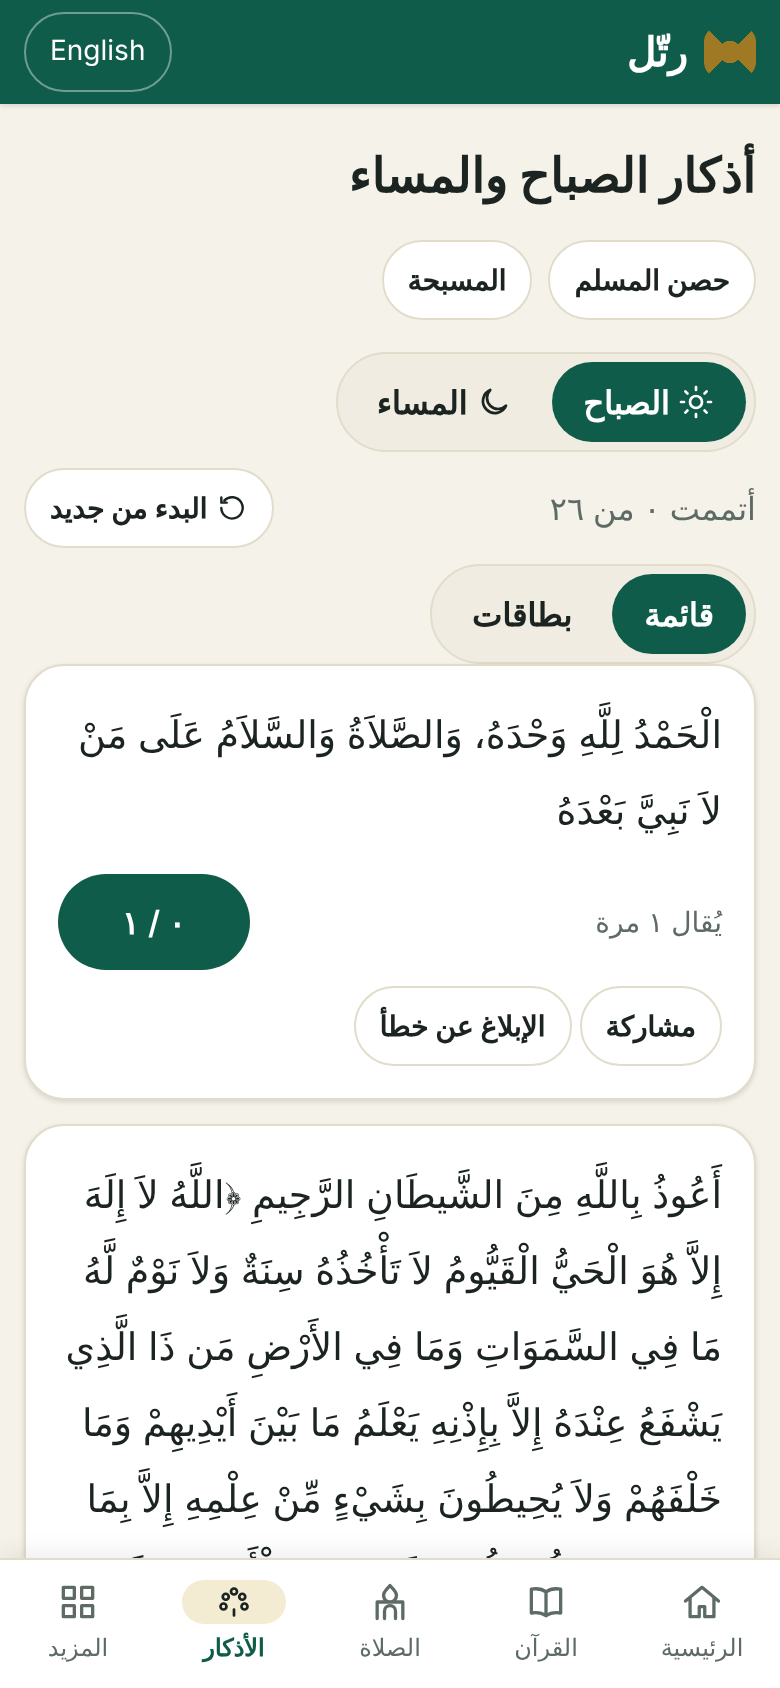 رتّل
English
أذكار الصباح والمساء
حصن المسلم
المسبحة
الصباح
المساء
أتممت ٠ من ٢٦
البدء من جديد
قائمة
بطاقات
الْحَمْدُ لِلَّهِ وَحْدَهُ، وَالصَّلاَةُ وَالسَّلاَمُ عَلَى مَنْ
لاَ نَبِيَّ بَعْدَهُ
يُقال ١ مرة
٠ / ١
مشاركة
الإبلاغ عن خطأ
أَعُوذُ بِاللَّهِ مِنَ الشَّيطَانِ الرَّجِيمِ ﴿اللَّهُ لاَ إِلَهَ
إِلاَّ هُوَ الْحَيُّ الْقَيُّومُ لاَ تَأْخُذُهُ سِنَةٌ وَلاَ نَوْمٌ لَّهُ
مَا فِي السَّمَوَاتِ وَمَا فِي الأَرْضِ مَن ذَا الَّذِي
يَشْفَعُ عِنْدَهُ إِلاَّ بِإِذْنِهِ يَعْلَمُ مَا بَيْنَ أَيْدِيهِمْ وَمَا
خَلْفَهُمْ وَلاَ يُحِيطُونَ بِشَيْءٍ مِّنْ عِلْمِهِ إِلاَّ بِمَا
الرئيسية
القرآن
الصلاة
الأذكار
المزيد